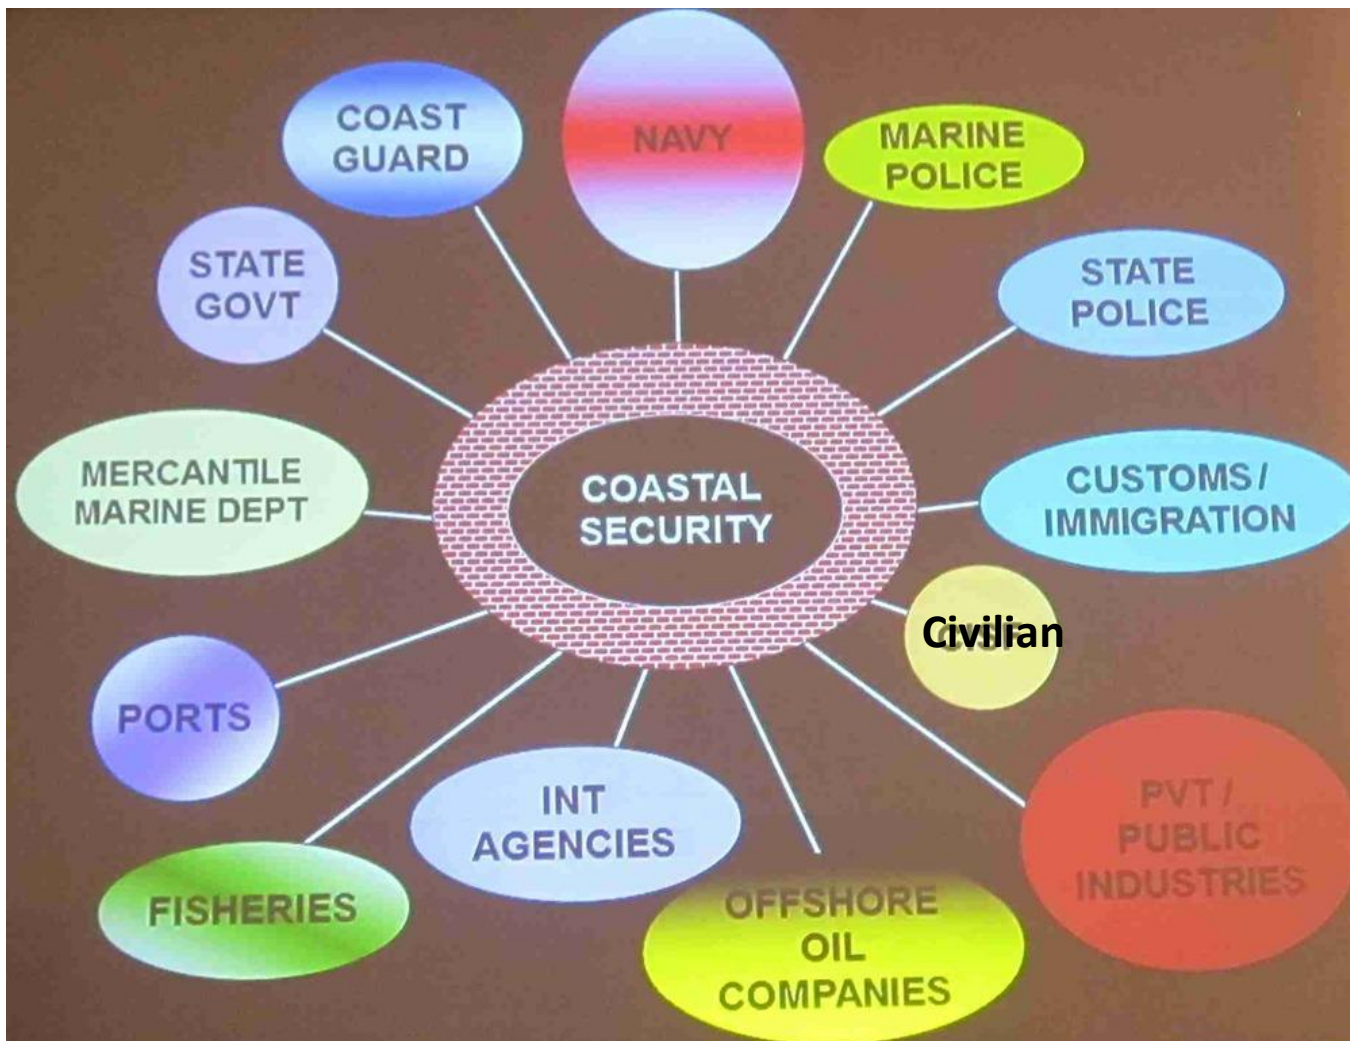 COAST
GUARD
NAVY
MARINE
POLICE
STATE
GOVT
STATE
POLICE
MERCANTILE
MARINE DEPT
COASTAL
SECURITY
CUSTOMS /
IMMIGRATION
Civilian
PORTS
INT
AGENCIES
PVT /
PUBLIC
INDUSTRIES
FISHERIES
OFFSHORE
OIL
COMPANIES